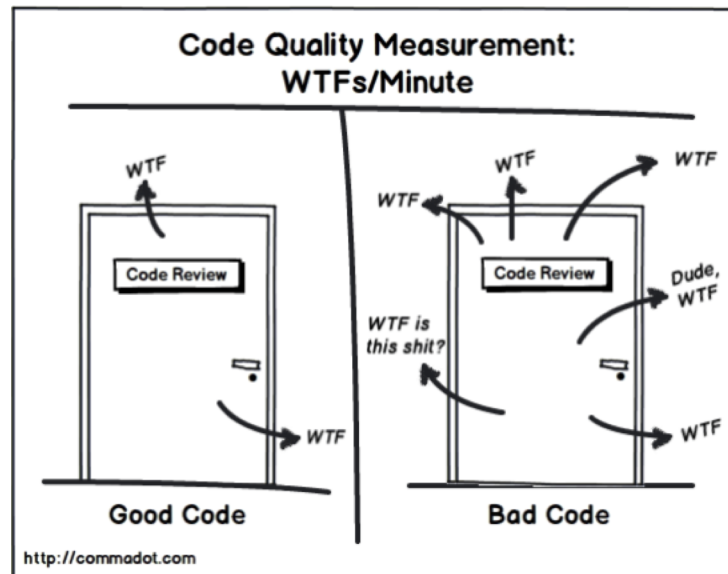 Code Quality Measurement:
WTFs/Minute
WTF
Code Review
WTF
Good Code
WTF
WTF
WTF
Code Review
Dude,
WTF
WTF is
this shit?
WTF
Bad Code
http://commadot.com